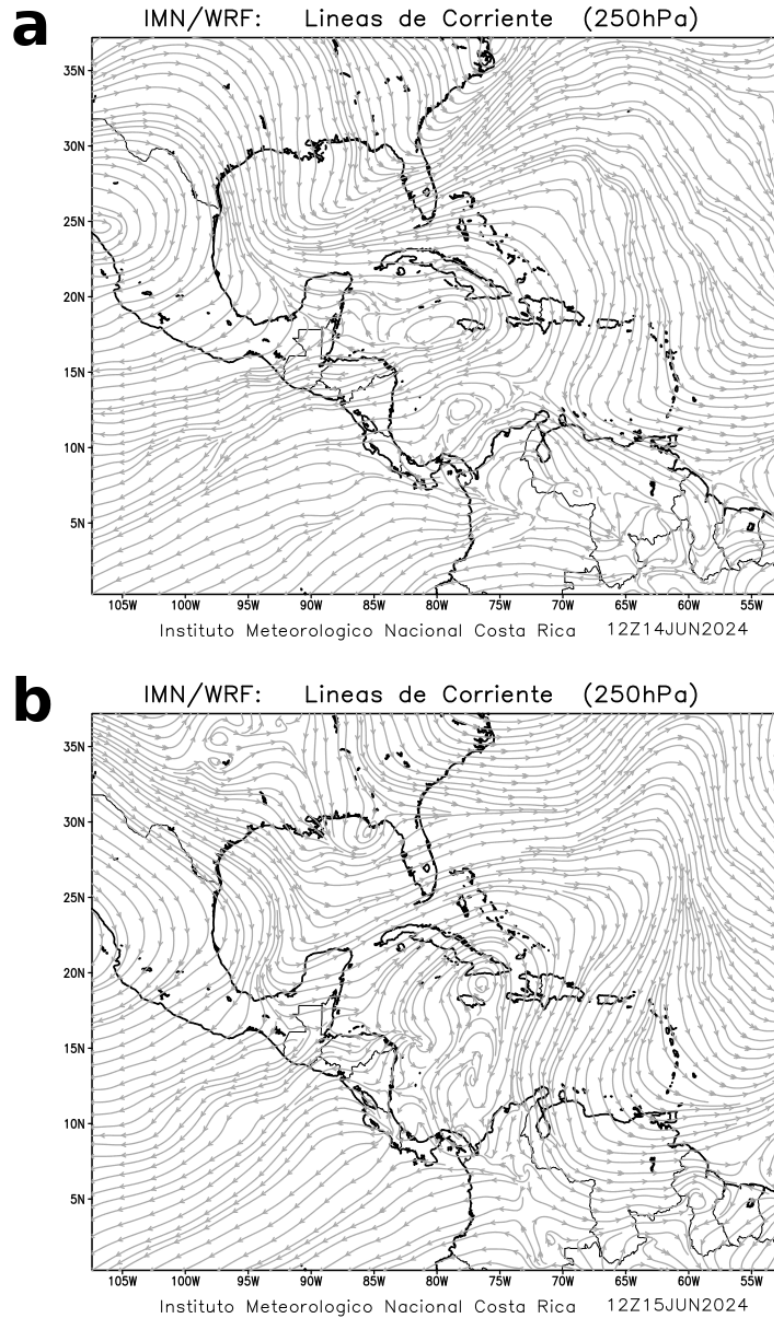 a
IMN/WRF: Lineas de Corriente (250hPa)
35N
30N
25N
20N
15N
10N
5N
105W 100W 95W 90W 85W 80W 75W 70W 65W 60W 55W
Instituto Meteorologico Nacional Costa Rica 12Z14JUN2024
b
IMN/WRF: Lineas de Corriente (250hPa)
35N
30N
25N
20N
15N
10N
5N
105W 100W 95W 90W 85W 80W 75W 70W 65W 60W 55W
Instituto Meteorologico Nacional Costa Rica 12Z15JUN2024